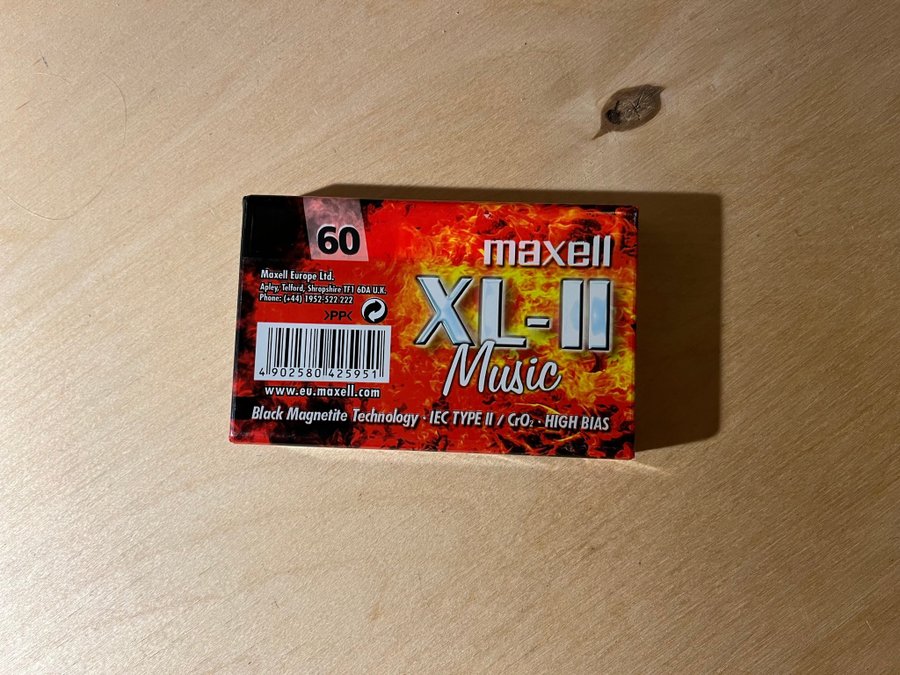 60
maxell
XL-II
Music
Maxell Europe Ltd.
Apley, Telford, Shropshire TF1 6DA U.K.
Phone: (+44) 1952-522 222
>PP<
4 902580 425951
www.eu.maxell.com
Black Magnetite Technology · IEC TYPE II / CrO₂ · HIGH BIAS